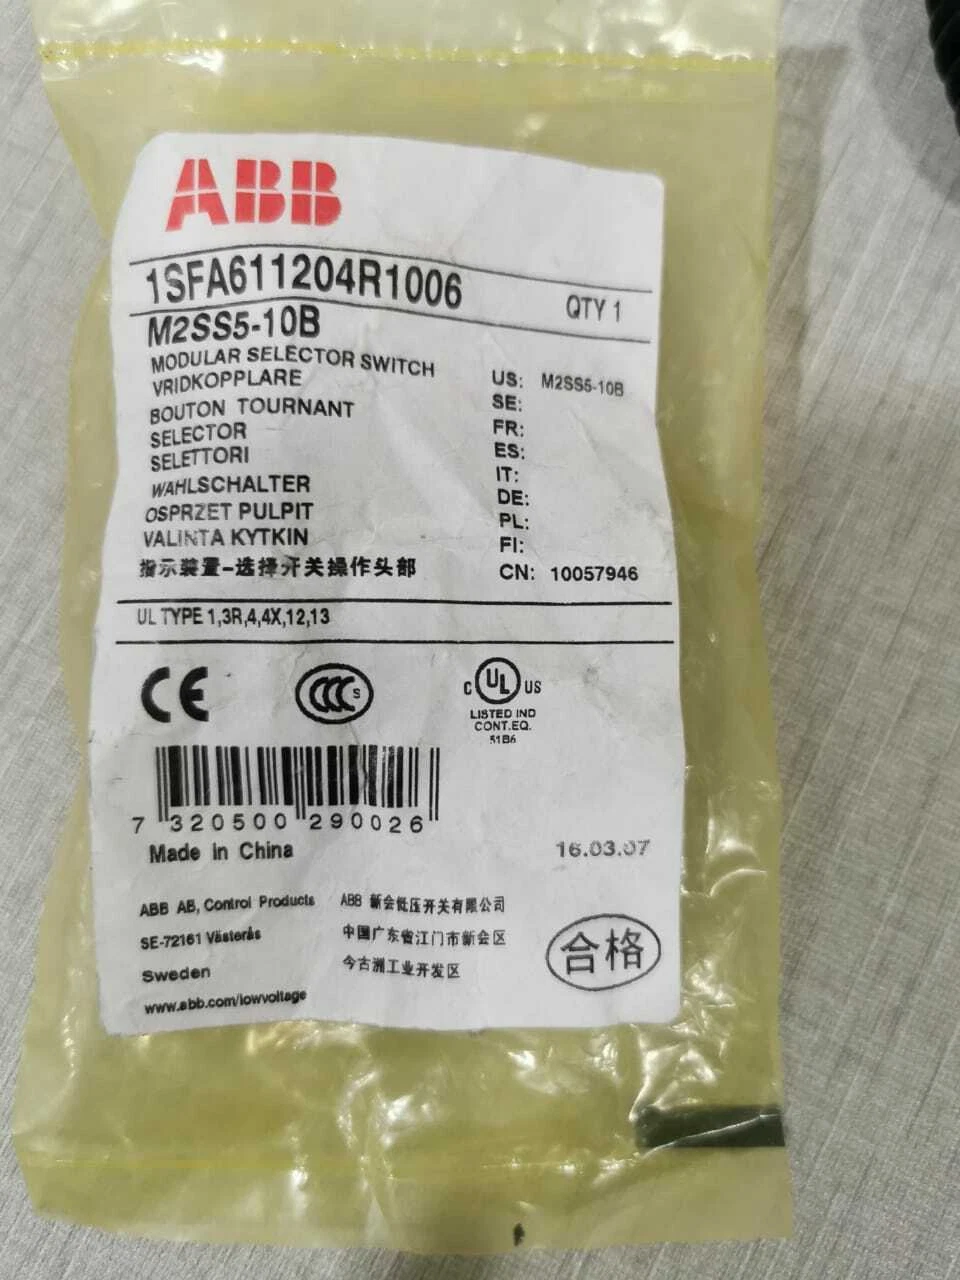 ABB
1SFA611204R1006
QTY 1
M2SS5-10B
MODULAR SELECTOR SWITCH
VRIDKOPPLARE
BOUTON TOURNANT
SELECTOR
SELETTORI
WAHLSCHALTER
OSPRZET PULPIT
VALINTA KYTKIN
指示装置-选择开关操作头部
US: M2SS5-10B
SE:
FR:
ES:
IT:
DE:
PL:
FI:
CN: 10057946
UL TYPE 1,3R,4,4X,12,13
CE
CCC S
C UL US
LISTED IND
CONT.EQ.
51B6
7 320500 290026
Made in China
16.03.07
ABB AB, Control Products
SE-72161 Västerås
Sweden
www.abb.com/lowvoltage
ABB 新会低压开关有限公司
中国广东省江门市新会区
今古洲工业开发区
合格